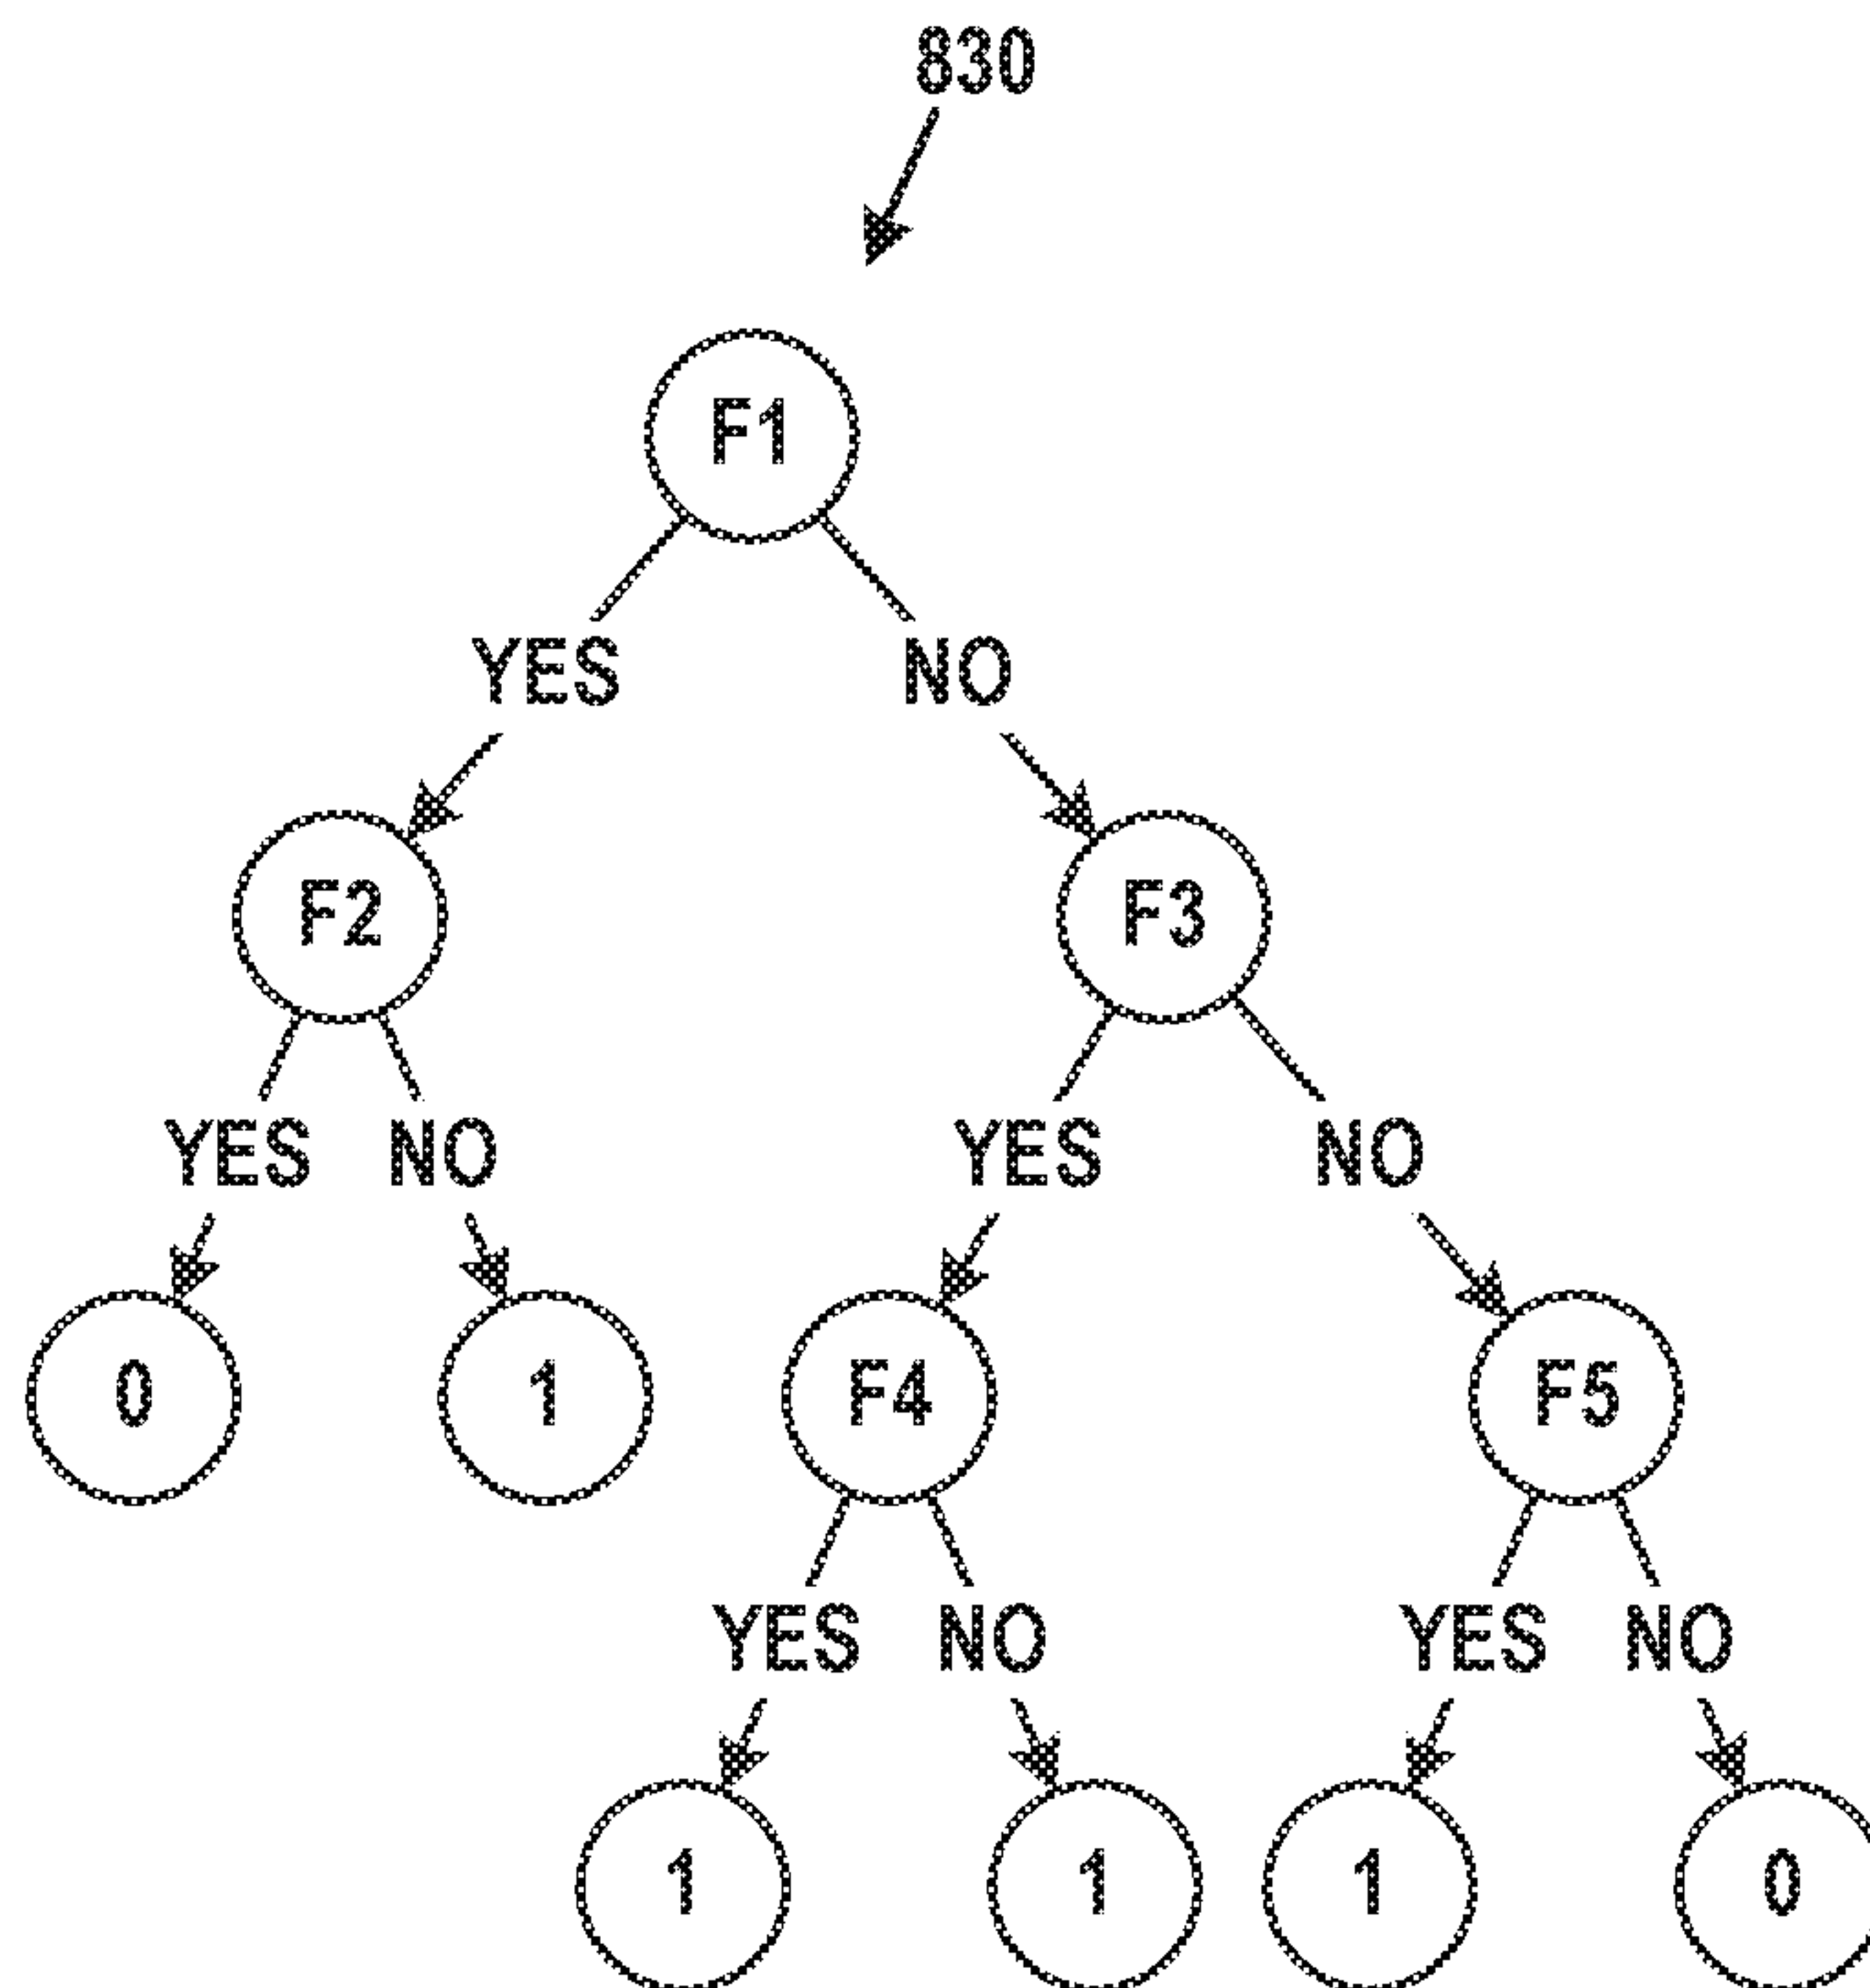 830
F1
YES NO
F2 F3
YES NO YES NO
0 1 F4 F5
YES NO YES NO
1 1 1 0